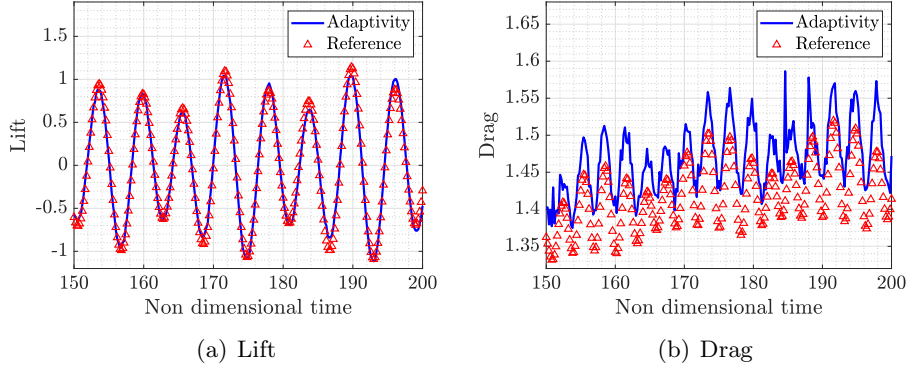 Adaptivity
Reference
1.5
1
0.5
0
-0.5
-1
150 160 170 180 190 200
Lift
Non dimensional time
(a) Lift
Adaptivity
Reference
1.65
1.6
1.55
1.5
1.45
1.4
1.35
150 160 170 180 190 200
Drag
Non dimensional time
(b) Drag